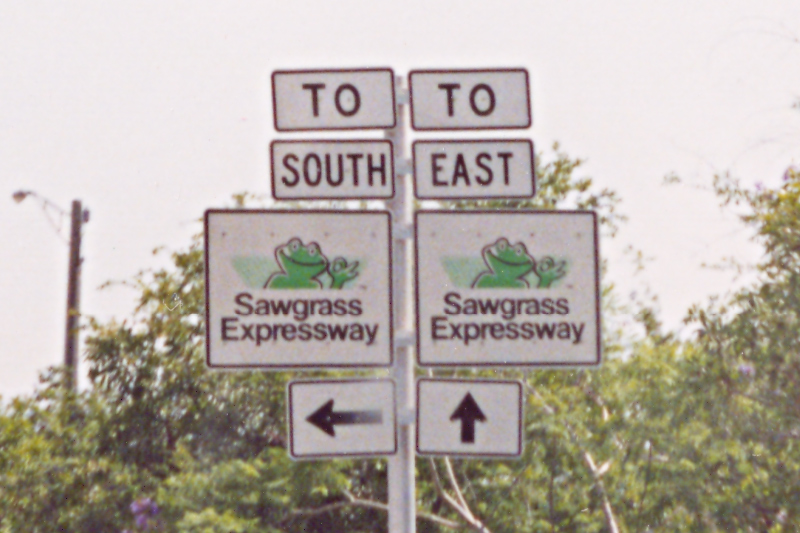 TO
SOUTH
Sawgrass
Expressway
TO
EAST
Sawgrass
Expressway